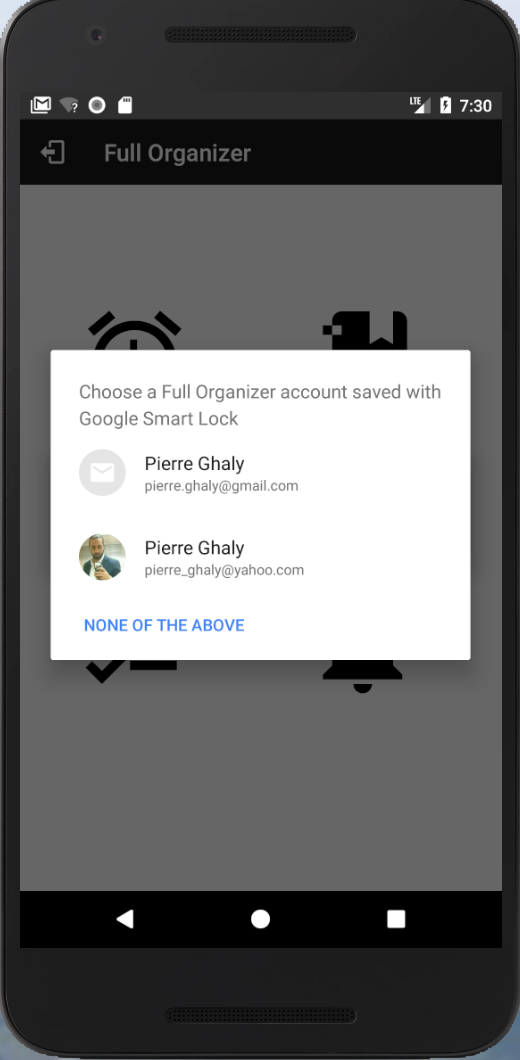 LTE 7:30
Full Organizer
Choose a Full Organizer account saved with
Google Smart Lock
Pierre Ghaly
pierre.ghaly@gmail.com
Pierre Ghaly
pierre_ghaly@yahoo.com
NONE OF THE ABOVE